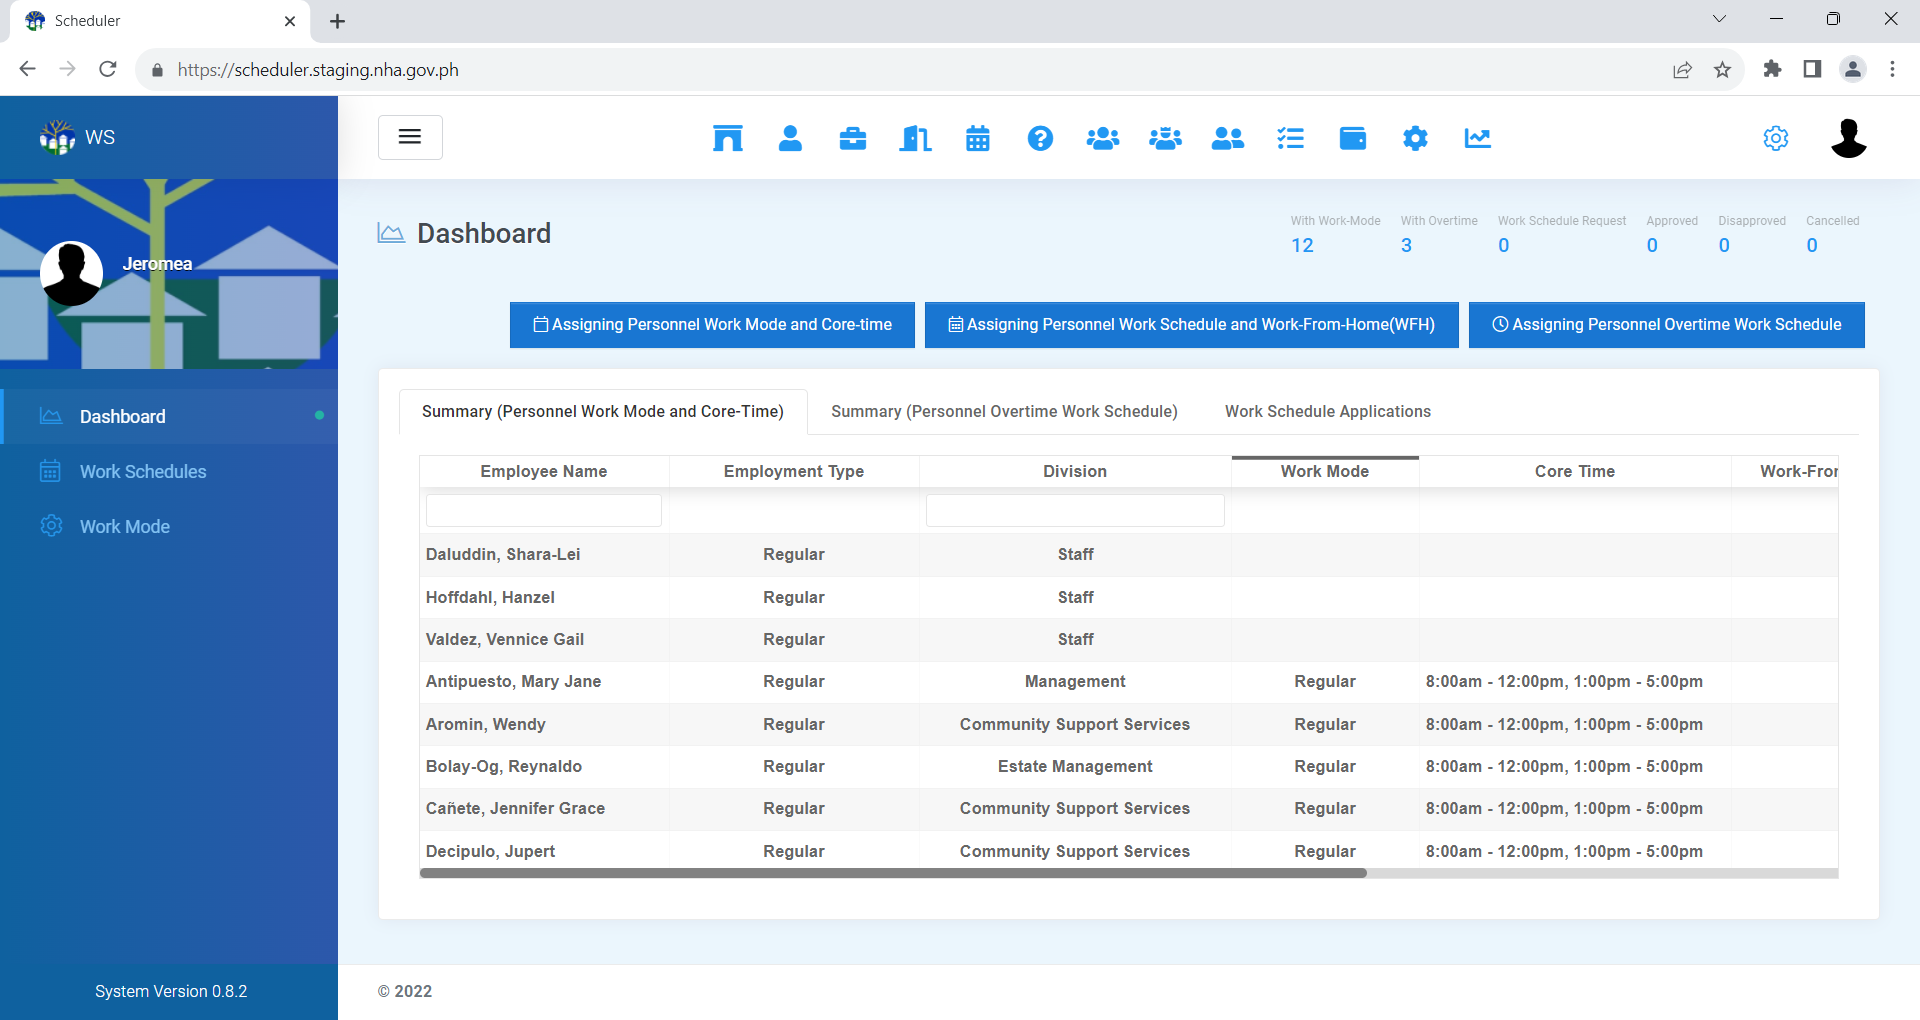 Scheduler
https://scheduler.staging.nha.gov.ph
WS
Jeromea
Dashboard
Work Schedules
Work Mode
System Version 0.8.2
Dashboard
With Work-Mode With Overtime Work Schedule Request Approved Disapproved Cancelled
12 3 0 0 0 0
Assigning Personnel Work Mode and Core-time Assigning Personnel Work Schedule and Work-From-Home(WFH) Assigning Personnel Overtime Work Schedule
Summary (Personnel Work Mode and Core-Time) Summary (Personnel Overtime Work Schedule) Work Schedule Applications
Employee Name Employment Type Division Work Mode Core Time Work-From
Daluddin, Shara-Lei Regular Staff
Hoffdahl, Hanzel Regular Staff
Valdez, Vennice Gail Regular Staff
Antipuesto, Mary Jane Regular Management Regular 8:00am - 12:00pm, 1:00pm - 5:00pm
Aromin, Wendy Regular Community Support Services Regular 8:00am - 12:00pm, 1:00pm - 5:00pm
Bolay-Og, Reynaldo Regular Estate Management Regular 8:00am - 12:00pm, 1:00pm - 5:00pm
Cañete, Jennifer Grace Regular Community Support Services Regular 8:00am - 12:00pm, 1:00pm - 5:00pm
Decipulo, Jupert Regular Community Support Services Regular 8:00am - 12:00pm, 1:00pm - 5:00pm
© 2022